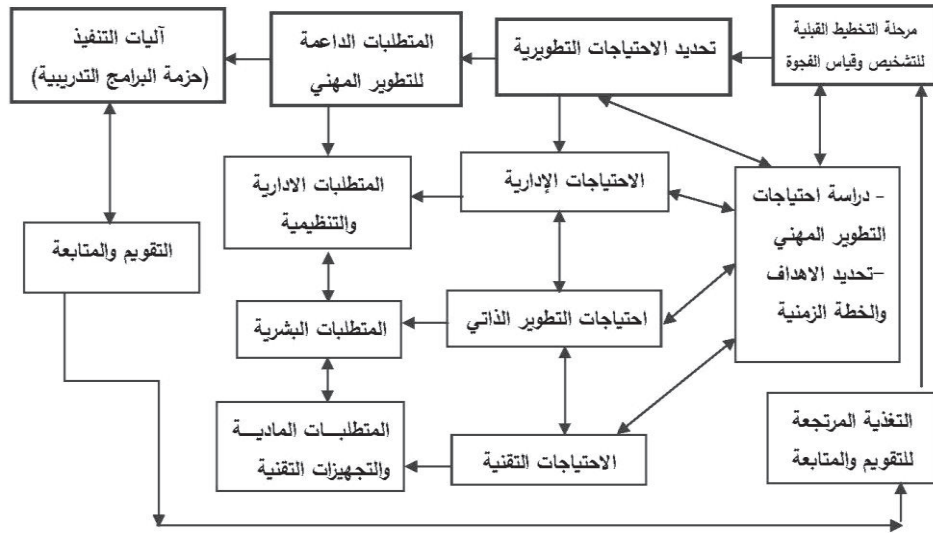 مرحلة التخطيط القبلية
للتشخيص وقياس الفجوة
تحديد الاحتياجات التطويرية
المتطلبات الداعمة
للتطوير المهني
آليات التنفيذ
(حزمة البرامج التدريبية)
- دراسة احتياجات
التطوير المهني
-تحديد الاهداف
والخطة الزمنية
الاحتياجات الإدارية
المتطلبات الادارية
والتنظيمية
التقويم والمتابعة
احتياجات التطوير الذاتي
المتطلبات البشرية
التغذية المرتجعة
للتقويم والمتابعة
الاحتياجات التقنية
المتطلبـات الماديـة
والتجهيزات التقنية